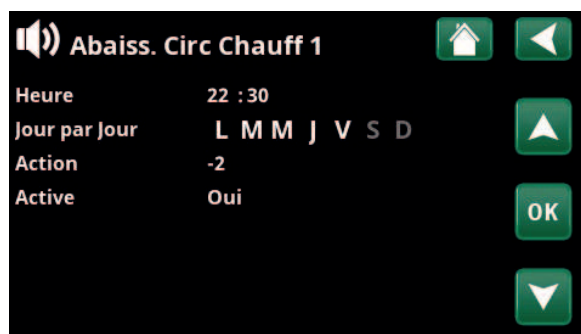 Abaiss. Circ Chauff 1
Heure 22 :30
Jour par Jour L M M J V S D
Action -2
Active Oui
OK